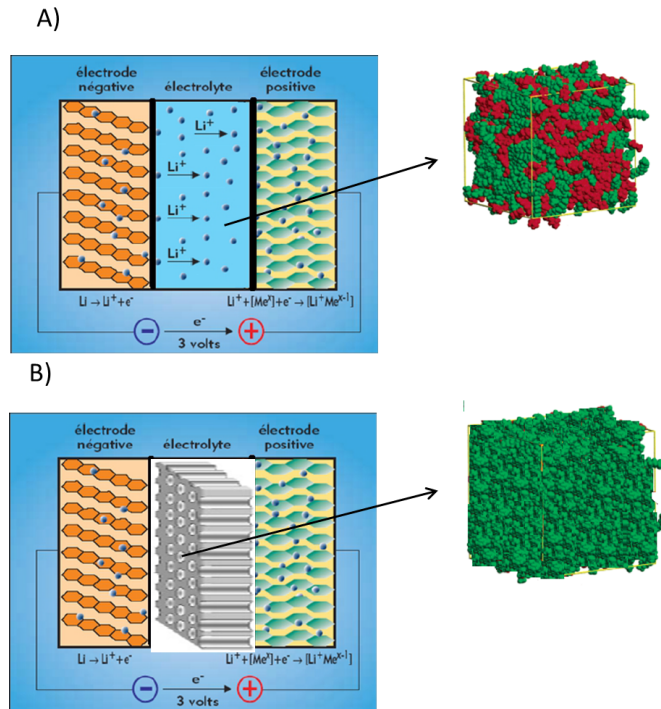 A)
électrode
négative
électrolyte
électrode
positive
Li⁺
Li⁺
Li⁺
Li⁺
Li → Li⁺ + e⁻
Li⁺ + [Meˣ] + e⁻ → [Li⁺Meˣ⁻¹]
−
e⁻
3 volts
+
B)
électrode
négative
électrolyte
électrode
positive
Li → Li⁺ + e⁻
Li⁺ + [Meˣ] + e⁻ → [Li⁺Meˣ⁻¹]
−
e⁻
3 volts
+